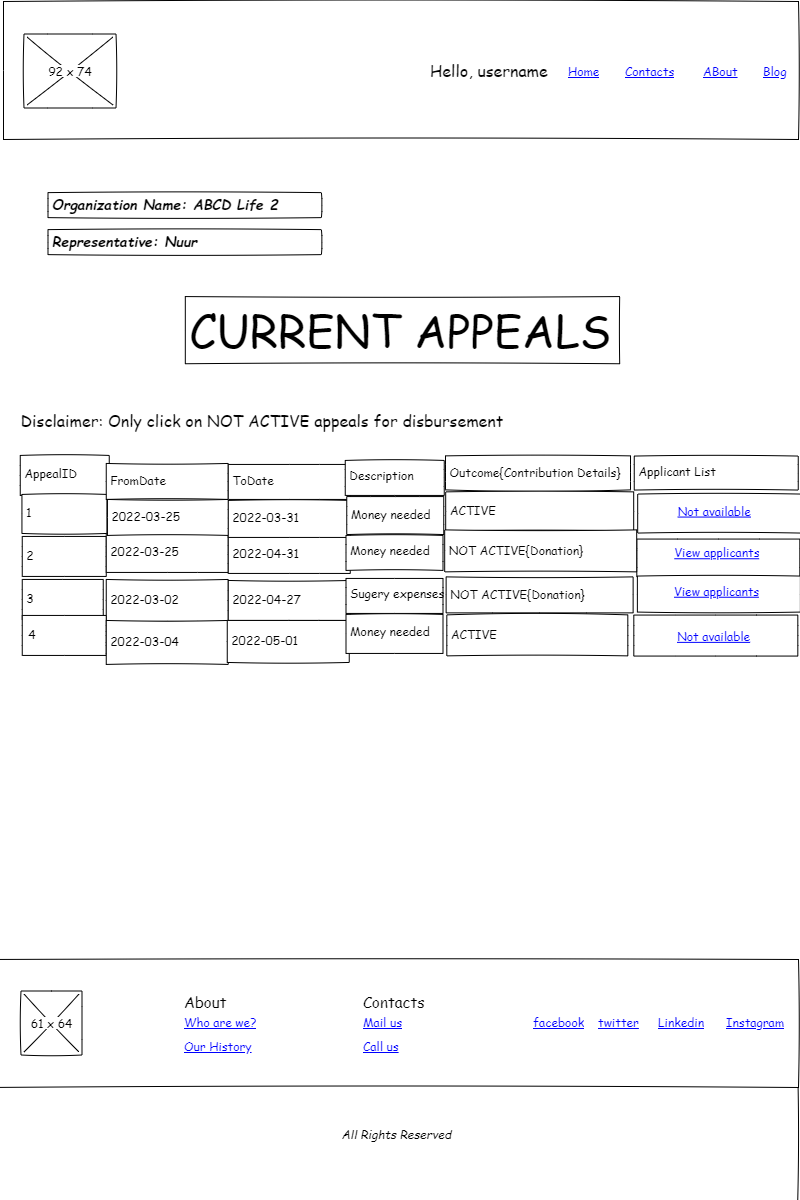 92 x 74
Hello, username Home Contacts ABout Blog
Organization Name: ABCD Life 2
Representative: Nuur
CURRENT APPEALS
Disclaimer: Only click on NOT ACTIVE appeals for disbursement
AppealID FromDate ToDate Description Outcome{Contribution Details} Applicant List
1 2022-03-25 2022-03-31 Money needed ACTIVE Not available
2 2022-03-25 2022-04-31 Money needed NOT ACTIVE{Donation} View applicants
3 2022-03-02 2022-04-27 Sugery expenses NOT ACTIVE{Donation} View applicants
4 2022-03-04 2022-05-01 Money needed ACTIVE Not available
61 x 64
About Contacts
Who are we? Mail us facebook twitter Linkedin Instagram
Our History Call us
All Rights Reserved